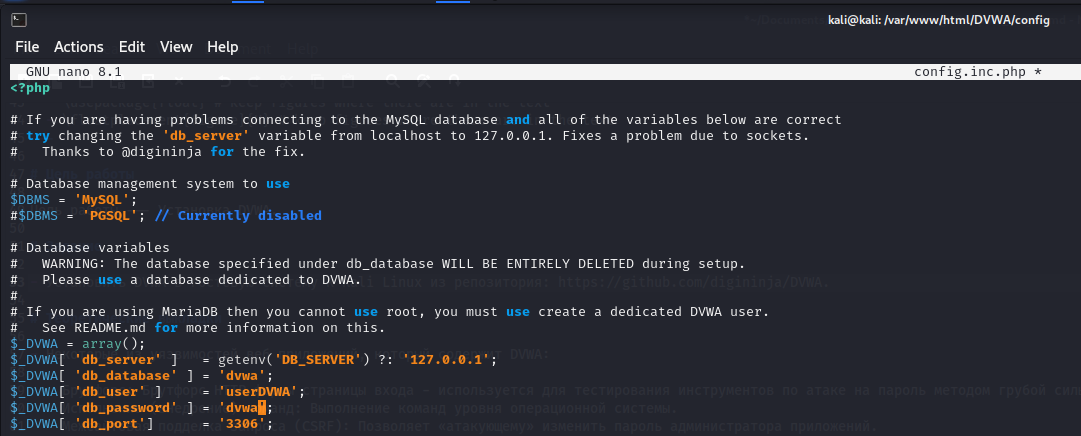 kali@kali: /var/www/html/DVWA/config
File Actions Edit View Help
GNU nano 8.1 config.inc.php *
<?php
# If you are having problems connecting to the MySQL database and all of the variables below are correct
# try changing the 'db_server' variable from localhost to 127.0.0.1. Fixes a problem due to sockets.
#   Thanks to @digininja for the fix.
# Database management system to use
$DBMS = 'MySQL';
#$DBMS = 'PGSQL'; // Currently disabled
# Database variables
#   WARNING: The database specified under db_database WILL BE ENTIRELY DELETED during setup.
#   Please use a database dedicated to DVWA.
#
# If you are using MariaDB then you cannot use root, you must use create a dedicated DVWA user.
#   See README.md for more information on this.
$_DVWA = array();
$_DVWA[ 'db_server' ]   = getenv('DB_SERVER') ?: '127.0.0.1';
$_DVWA[ 'db_database' ] = 'dvwa';
$_DVWA[ 'db_user' ]     = 'userDVWA';
$_DVWA[ 'db_password' ] = 'dvwa';
$_DVWA[ 'db_port']      = '3306';